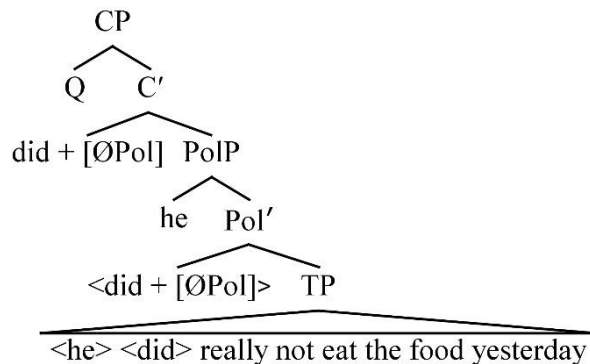 CP
Q C′
did + [ØPol] PolP
he Pol′
<did + [ØPol]> TP
<he> <did> really not eat the food yesterday